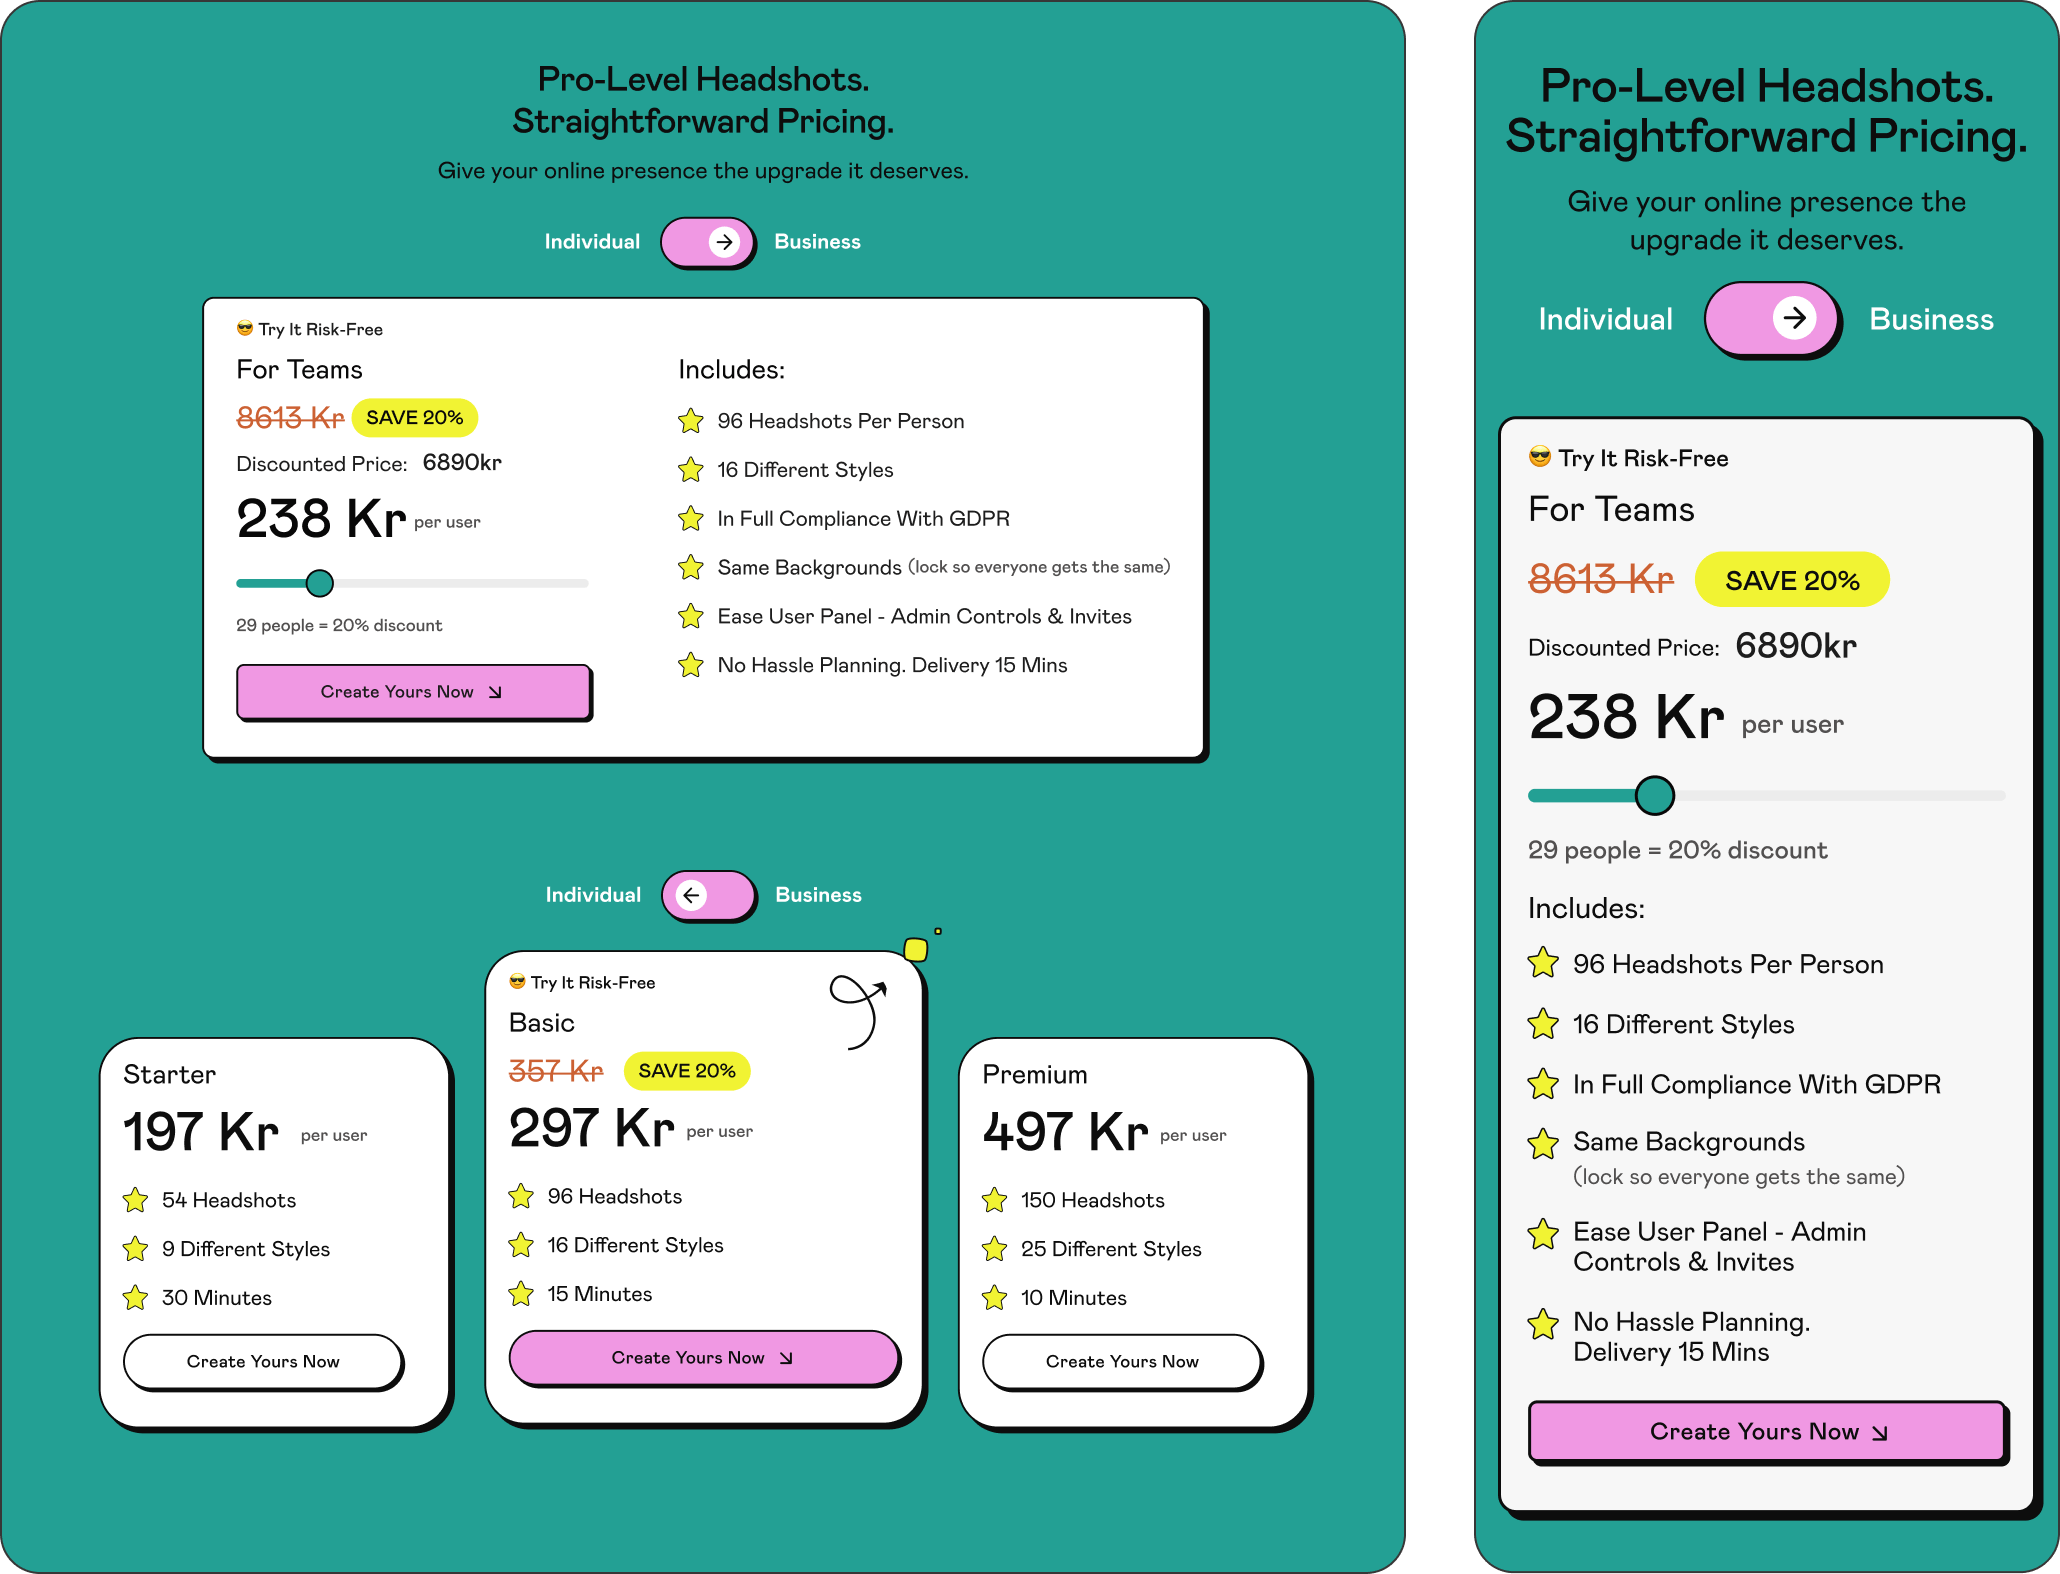 Pro-Level Headshots.
Straightforward Pricing.
Give your online presence the upgrade it deserves.
Individual
Business
Try It Risk-Free
For Teams
8613 Kr
SAVE 20%
Discounted Price: 6890kr
238 Kr per user
29 people = 20% discount
Create Yours Now
Includes:
96 Headshots Per Person
16 Different Styles
In Full Compliance With GDPR
Same Backgrounds (lock so everyone gets the same)
Ease User Panel - Admin Controls & Invites
No Hassle Planning. Delivery 15 Mins
Individual
Business
Starter
197 Kr per user
54 Headshots
9 Different Styles
30 Minutes
Create Yours Now
Try It Risk-Free
Basic
357 Kr
SAVE 20%
297 Kr per user
96 Headshots
16 Different Styles
15 Minutes
Create Yours Now
Premium
497 Kr per user
150 Headshots
25 Different Styles
10 Minutes
Create Yours Now
Pro-Level Headshots.
Straightforward Pricing.
Give your online presence the
upgrade it deserves.
Individual
Business
Try It Risk-Free
For Teams
8613 Kr
SAVE 20%
Discounted Price: 6890kr
238 Kr per user
29 people = 20% discount
Includes:
96 Headshots Per Person
16 Different Styles
In Full Compliance With GDPR
Same Backgrounds
(lock so everyone gets the same)
Ease User Panel - Admin
Controls & Invites
No Hassle Planning.
Delivery 15 Mins
Create Yours Now